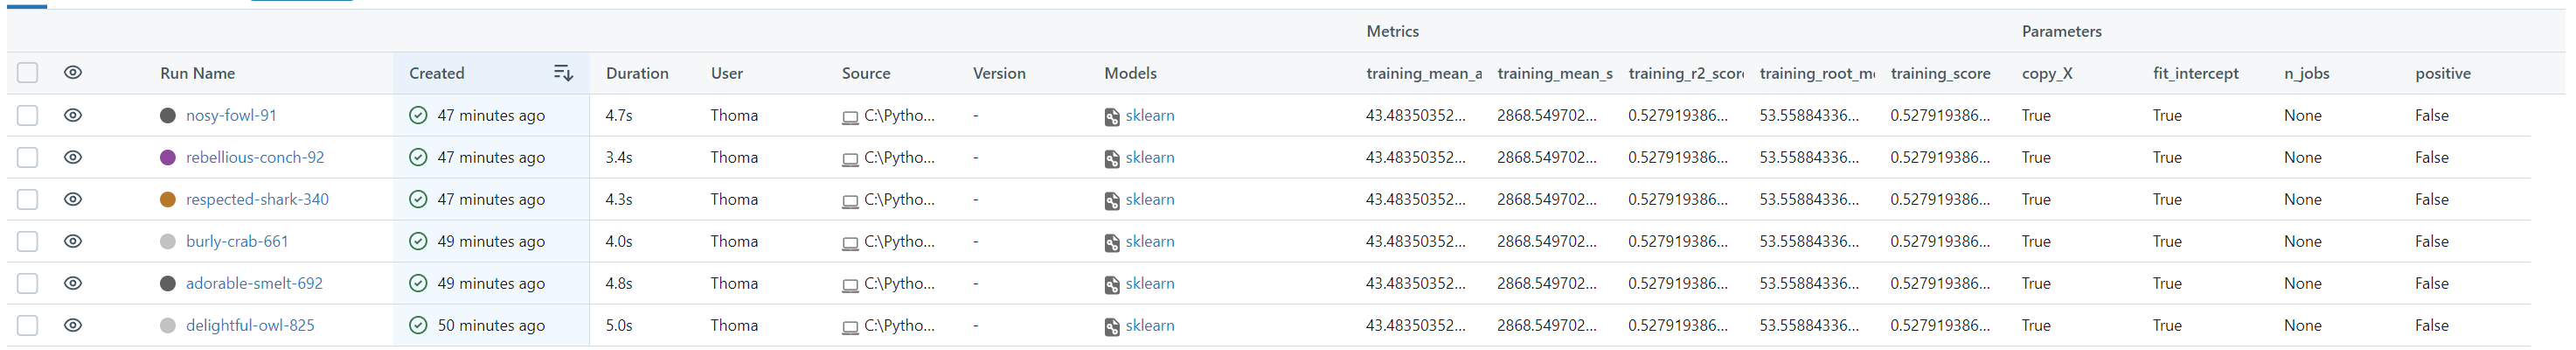 Metrics Parameters
Run Name Created Duration User Source Version Models training_mean_a training_mean_s training_r2_scor training_root_m training_score copy_X fit_intercept n_jobs positive
nosy-fowl-91 47 minutes ago 4.7s Thoma C:\Pytho... - sklearn 43.48350352... 2868.549702... 0.527919386... 53.55884336... 0.527919386... True True None False
rebellious-conch-92 47 minutes ago 3.4s Thoma C:\Pytho... - sklearn 43.48350352... 2868.549702... 0.527919386... 53.55884336... 0.527919386... True True None False
respected-shark-340 47 minutes ago 4.3s Thoma C:\Pytho... - sklearn 43.48350352... 2868.549702... 0.527919386... 53.55884336... 0.527919386... True True None False
burly-crab-661 49 minutes ago 4.0s Thoma C:\Pytho... - sklearn 43.48350352... 2868.549702... 0.527919386... 53.55884336... 0.527919386... True True None False
adorable-smelt-692 49 minutes ago 4.8s Thoma C:\Pytho... - sklearn 43.48350352... 2868.549702... 0.527919386... 53.55884336... 0.527919386... True True None False
delightful-owl-825 50 minutes ago 5.0s Thoma C:\Pytho... - sklearn 43.48350352... 2868.549702... 0.527919386... 53.55884336... 0.527919386... True True None False